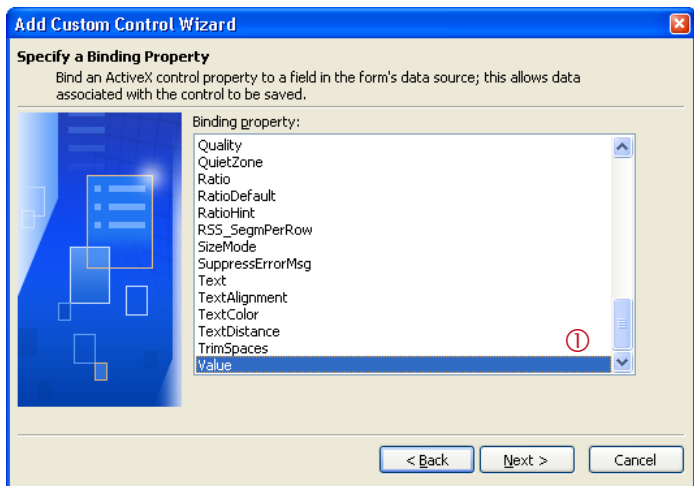 Add Custom Control Wizard
Specify a Binding Property
Bind an ActiveX control property to a field in the form's data source; this allows data
associated with the control to be saved.
Binding property:
Quality
QuietZone
Ratio
RatioDefault
RatioHint
RSS_SegmPerRow
SizeMode
SuppressErrorMsg
Text
TextAlignment
TextColor
TextDistance
TrimSpaces
①
Value
< Back
Next >
Cancel